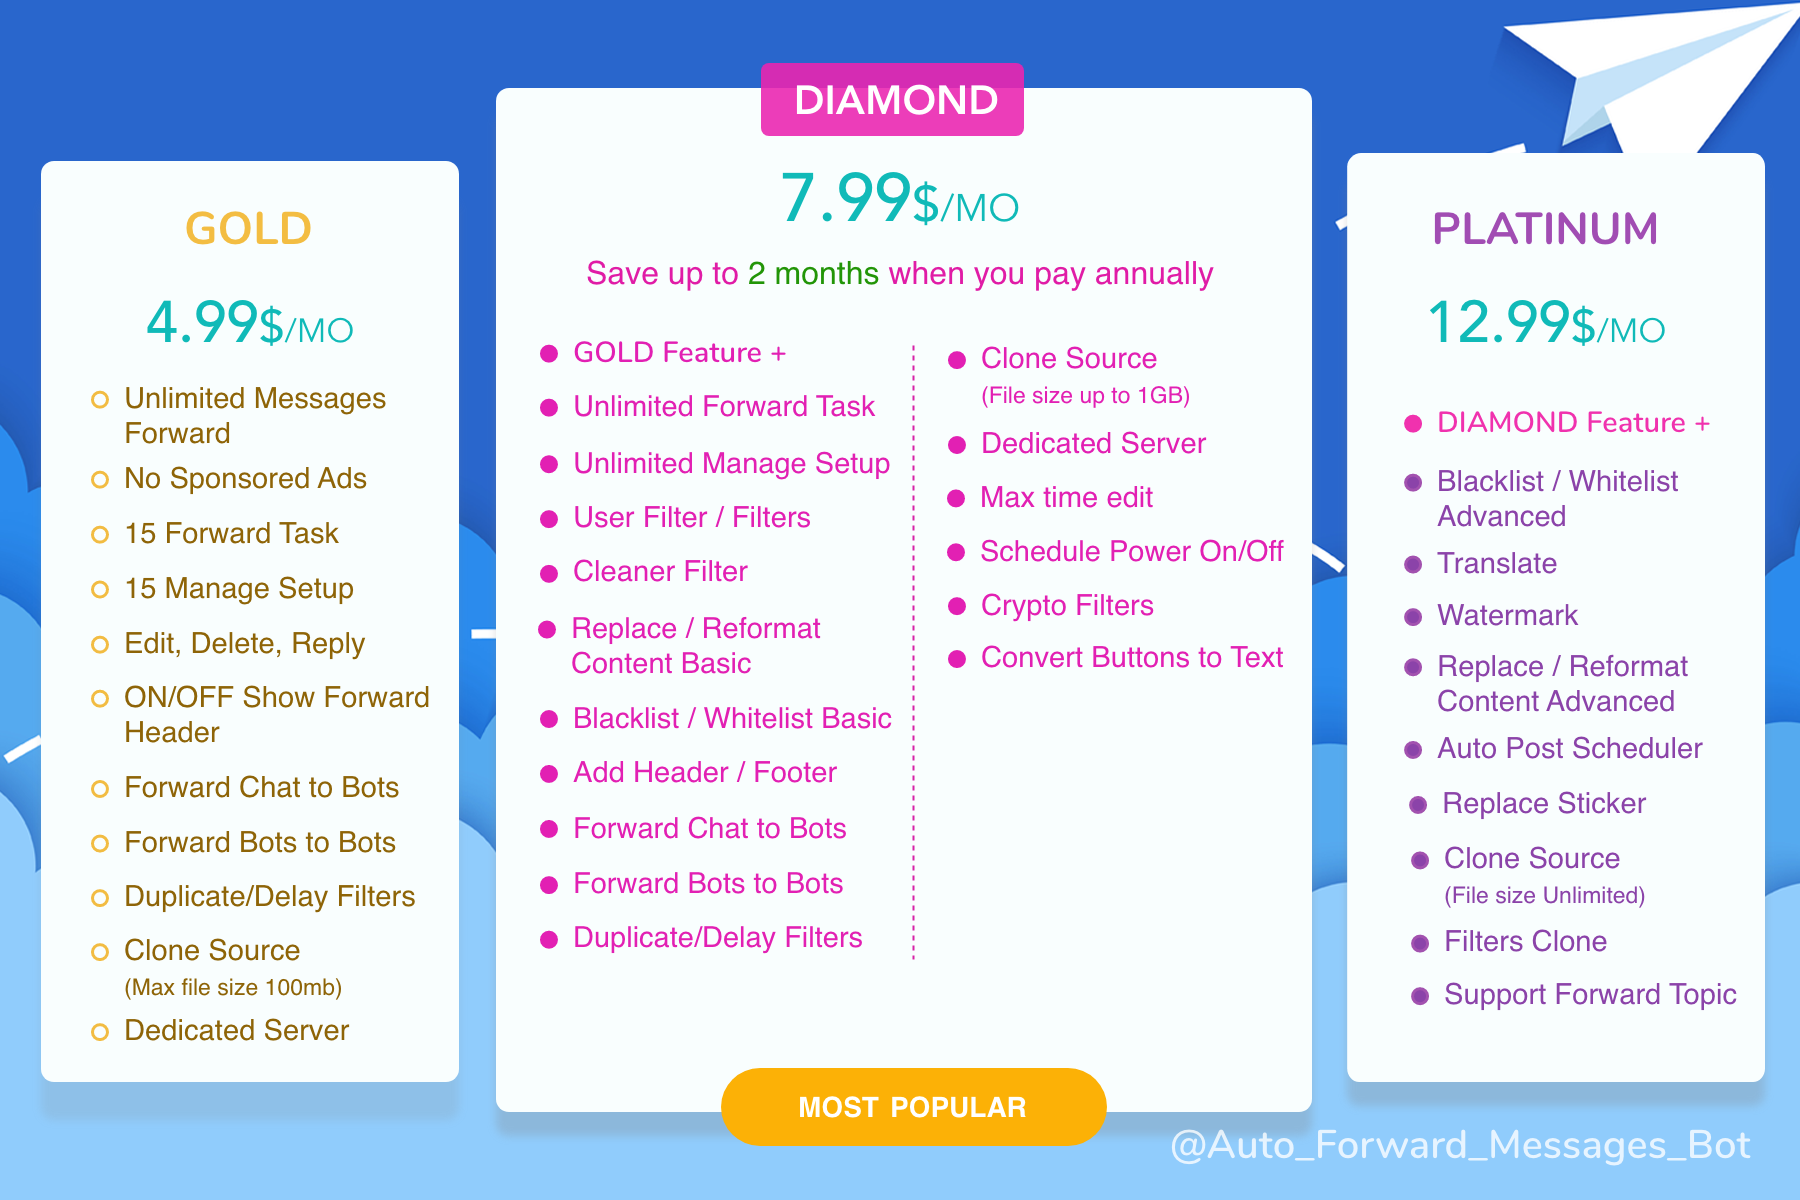 GOLD
4.99$/MO
Unlimited Messages
Forward
No Sponsored Ads
15 Forward Task
15 Manage Setup
Edit, Delete, Reply
ON/OFF Show Forward
Header
Forward Chat to Bots
Forward Bots to Bots
Duplicate/Delay Filters
Clone Source
(Max file size 100mb)
Dedicated Server
DIAMOND
7.99$/MO
Save up to 2 months when you pay annually
GOLD Feature +
Unlimited Forward Task
Unlimited Manage Setup
User Filter / Filters
Cleaner Filter
Replace / Reformat
Content Basic
Blacklist / Whitelist Basic
Add Header / Footer
Forward Chat to Bots
Forward Bots to Bots
Duplicate/Delay Filters
Clone Source
(File size up to 1GB)
Dedicated Server
Max time edit
Schedule Power On/Off
Crypto Filters
Convert Buttons to Text
MOST POPULAR
PLATINUM
12.99$/MO
DIAMOND Feature +
Blacklist / Whitelist
Advanced
Translate
Watermark
Replace / Reformat
Content Advanced
Auto Post Scheduler
Replace Sticker
Clone Source
(File size Unlimited)
Filters Clone
Support Forward Topic
@Auto_Forward_Messages_Bot